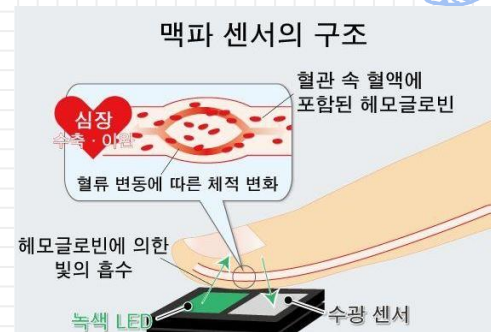 맥파 센서의 구조
혈관 속 혈액에
포함된 헤모글로빈
심장
수축 · 이완
혈류 변동에 따른 체적 변화
헤모글로빈에 의한
빛의 흡수
녹색 LED
수광 센서